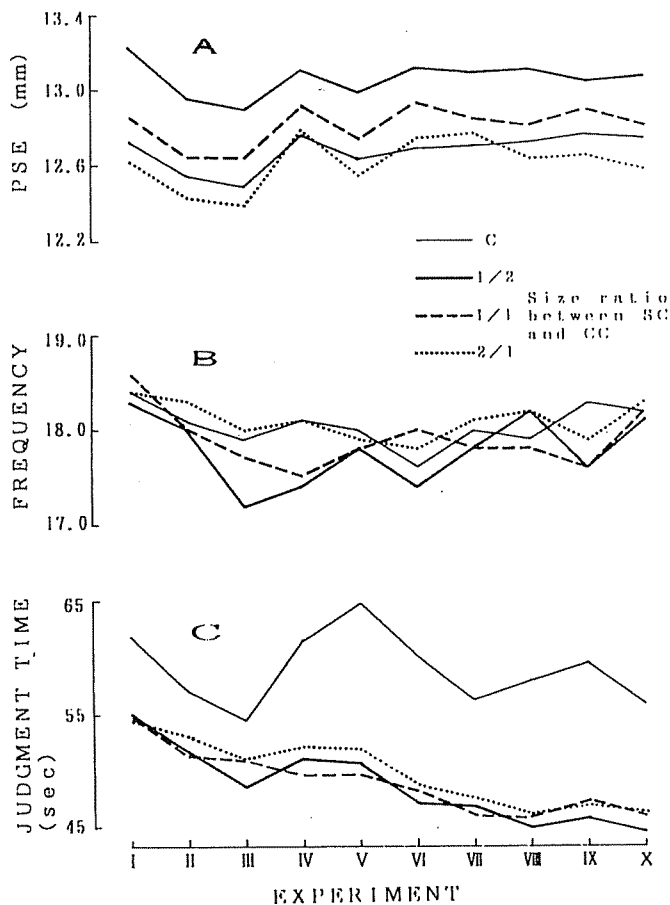 13.4
A
PSE (mm)
13.0
12.6
12.2
C
1/2
1/1 Size ratio between SC and CC
2/1
19.0
B
FREQUENCY
18.0
17.0
65
C
JUDGMENT TIME (sec)
55
45
I II III IV V VI VII VIII IX X
EXPERIMENT